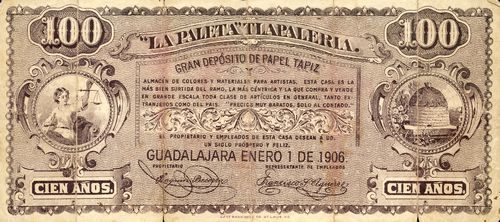 100 100
"LA PALETA" TLAPALERIA.
GRAN DEPÓSITO DE PAPEL TAPIZ
ALMACEN DE COLORES Y MATERIALES PARA ARTISTAS. ESTA CASA ES LA
MÁS BIEN SURTIDA DEL RAMO, LA MÁS CÉNTRICA Y LA QUE COMPRA Y VENDE
EN GRANDE ESCALA TODA CLASE DE ARTÍCULOS EN GENERAL, TANTO EX-
TRANJEROS COMO DEL PAIS. PRECIOS MUY BARATOS, SOLO AL CONTADO.
EL PROPIETARIO Y EMPLEADOS DE ESTA CASA DESEAN A UD.
UN SIGLO PRÓSPERO Y FELIZ.
GUADALAJARA ENERO 1 DE 1906.
PROPIETARIO REPRESENTANTE DE EMPLEADOS
CIEN AÑOS. CIEN AÑOS.